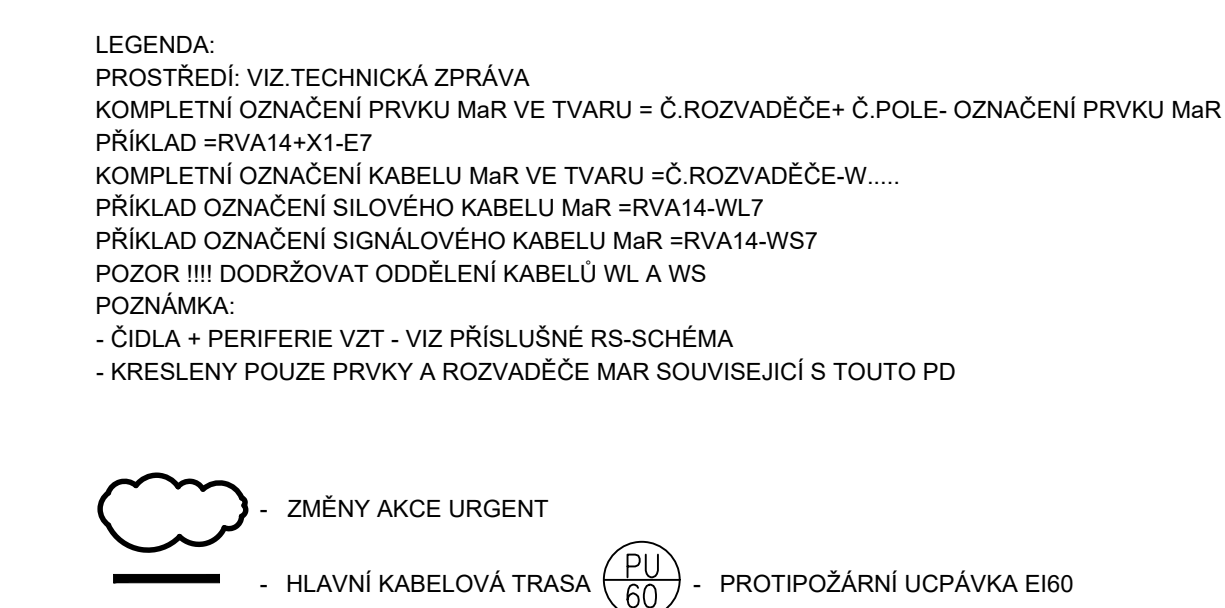 LEGENDA:
PROSTŘEDÍ: VIZ.TECHNICKÁ ZPRÁVA
KOMPLETNÍ OZNAČENÍ PRVKU MaR VE TVARU = Č.ROZVADĚČE+ Č.POLE- OZNAČENÍ PRVKU MaR
PŘÍKLAD =RVA14+X1-E7
KOMPLETNÍ OZNAČENÍ KABELU MaR VE TVARU =Č.ROZVADĚČE-W.....
PŘÍKLAD OZNAČENÍ SILOVÉHO KABELU MaR =RVA14-WL7
PŘÍKLAD OZNAČENÍ SIGNÁLOVÉHO KABELU MaR =RVA14-WS7
POZOR !!!! DODRŽOVAT ODDĚLENÍ KABELŮ WL A WS
POZNÁMKA:
- ČIDLA + PERIFERIE VZT - VIZ PŘÍSLUŠNÉ RS-SCHÉMA
- KRESLENY POUZE PRVKY A ROZVADĚČE MAR SOUVISEJICÍ S TOUTO PD
- ZMĚNY AKCE URGENT
- HLAVNÍ KABELOVÁ TRASA
PU
60
- PROTIPOŽÁRNÍ UCPÁVKA EI60